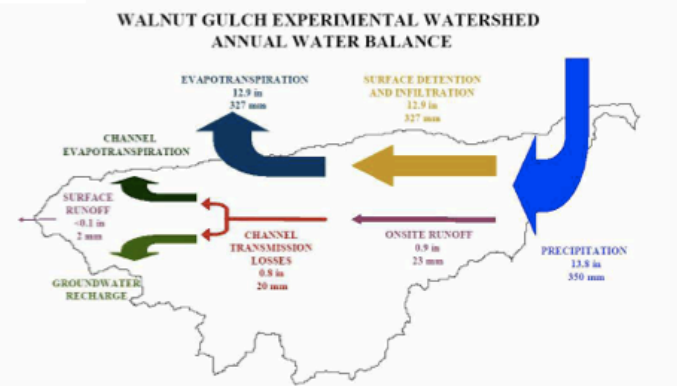 WALNUT GULCH EXPERIMENTAL WATERSHED
ANNUAL WATER BALANCE
EVAPOTRANSPIRATION
12.9 in
327 mm
SURFACE DETENTION
AND INFILTRATION
12.9 in
327 mm
CHANNEL
EVAPOTRANSPIRATION
SURFACE
RUNOFF
<0.1 in
2 mm
CHANNEL
TRANSMISSION
LOSSES
0.8 in
20 mm
ONSITE RUNOFF
0.9 in
23 mm
PRECIPITATION
13.8 in
350 mm
GROUNDWATER
RECHARGE